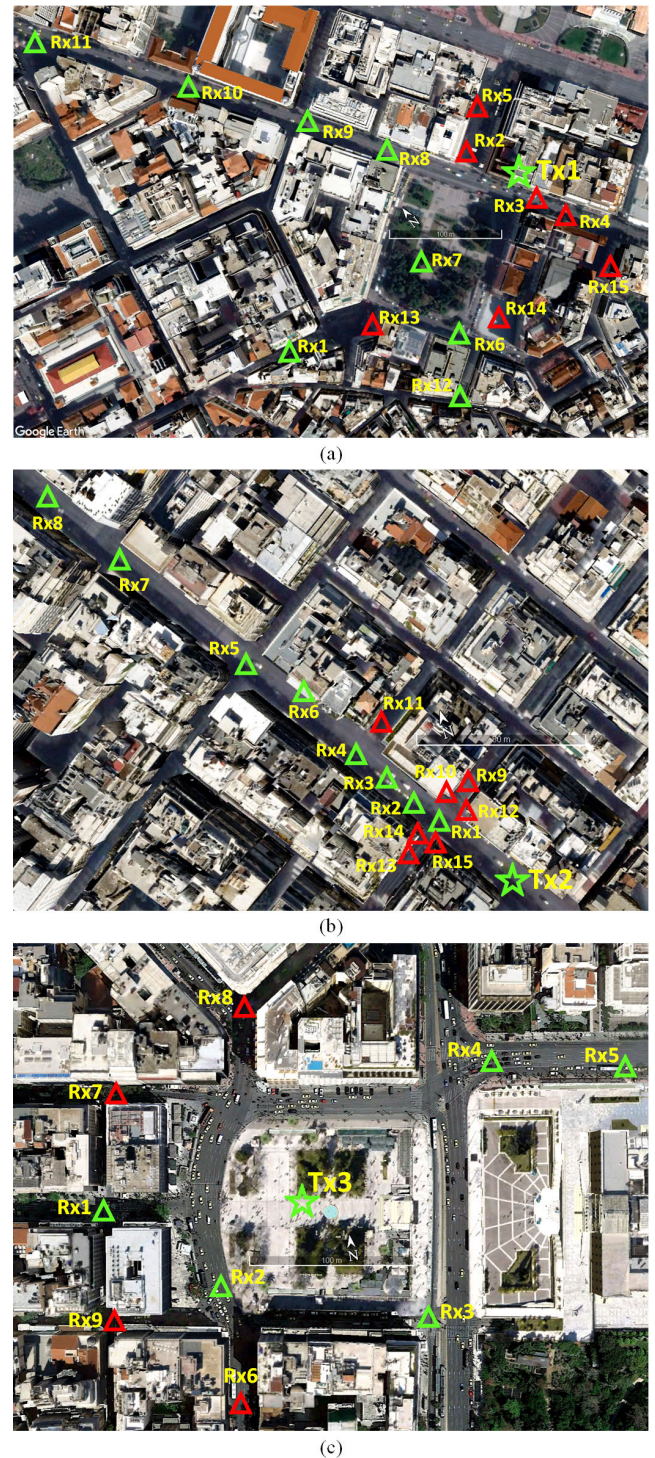 Rx11
Rx10
Rx9
Rx8
Rx5
Rx2
Tx1
Rx3
Rx4
N
100 m
Rx7
Rx15
Rx13
Rx14
Rx6
Rx1
Rx12
Google Earth
(a)
Rx8
Rx7
Rx5
Rx6
Rx11
N
Rx4
Rx3
Rx10
Rx9
Rx2
Rx12
Rx14
Rx1
Rx13
Rx15
Tx2
(b)
Rx8
Rx4
Rx5
Rx7
Tx3
Rx1
N
100 m
Rx2
Rx3
Rx9
Rx6
(c)